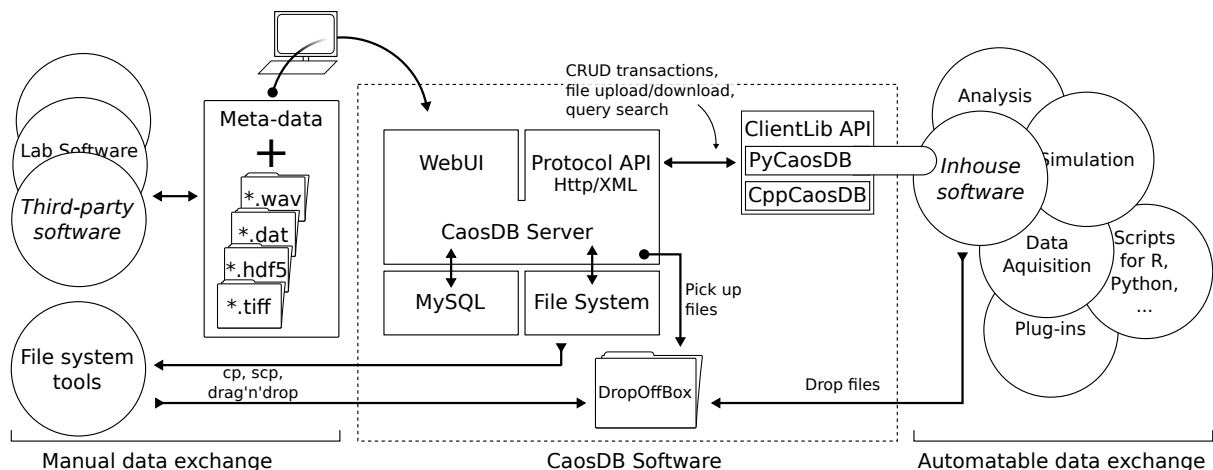 Lab Software
Third-party
software
File system
tools
Meta-data
+
*.wav
*.dat
*.hdf5
*.tiff
cp, scp,
drag'n'drop
Manual data exchange
CRUD transactions,
file upload/download,
query search
WebUI
Protocol API
Http/XML
CaosDB Server
MySQL
File System
Pick up
files
DropOffBox
ClientLib API
PyCaosDB
CppCaosDB
Drop files
CaosDB Software
Analysis
Inhouse
software
Simulation
Data
Aquisition
Scripts
for R,
Python,
...
Plug-ins
Automatable data exchange